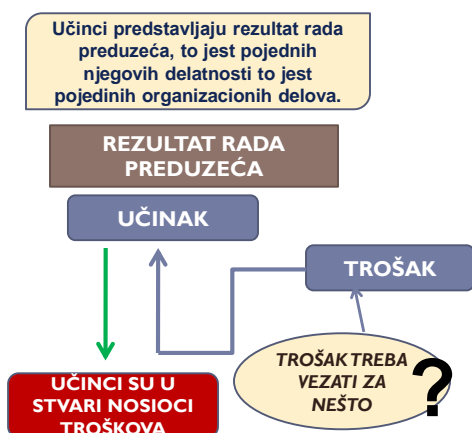 Učinci predstavljaju rezultat rada
preduzeća, to jest pojednih
njegovih delatnosti to jest
pojedinih organizacionih delova.
REZULTAT RADA
PREDUZEĆA
UČINAK
TROŠAK
TROŠAK TREBA
VEZATI ZA
NEŠTO
?
UČINCI SU U
STVARI NOSIOCI
TROŠKOVA